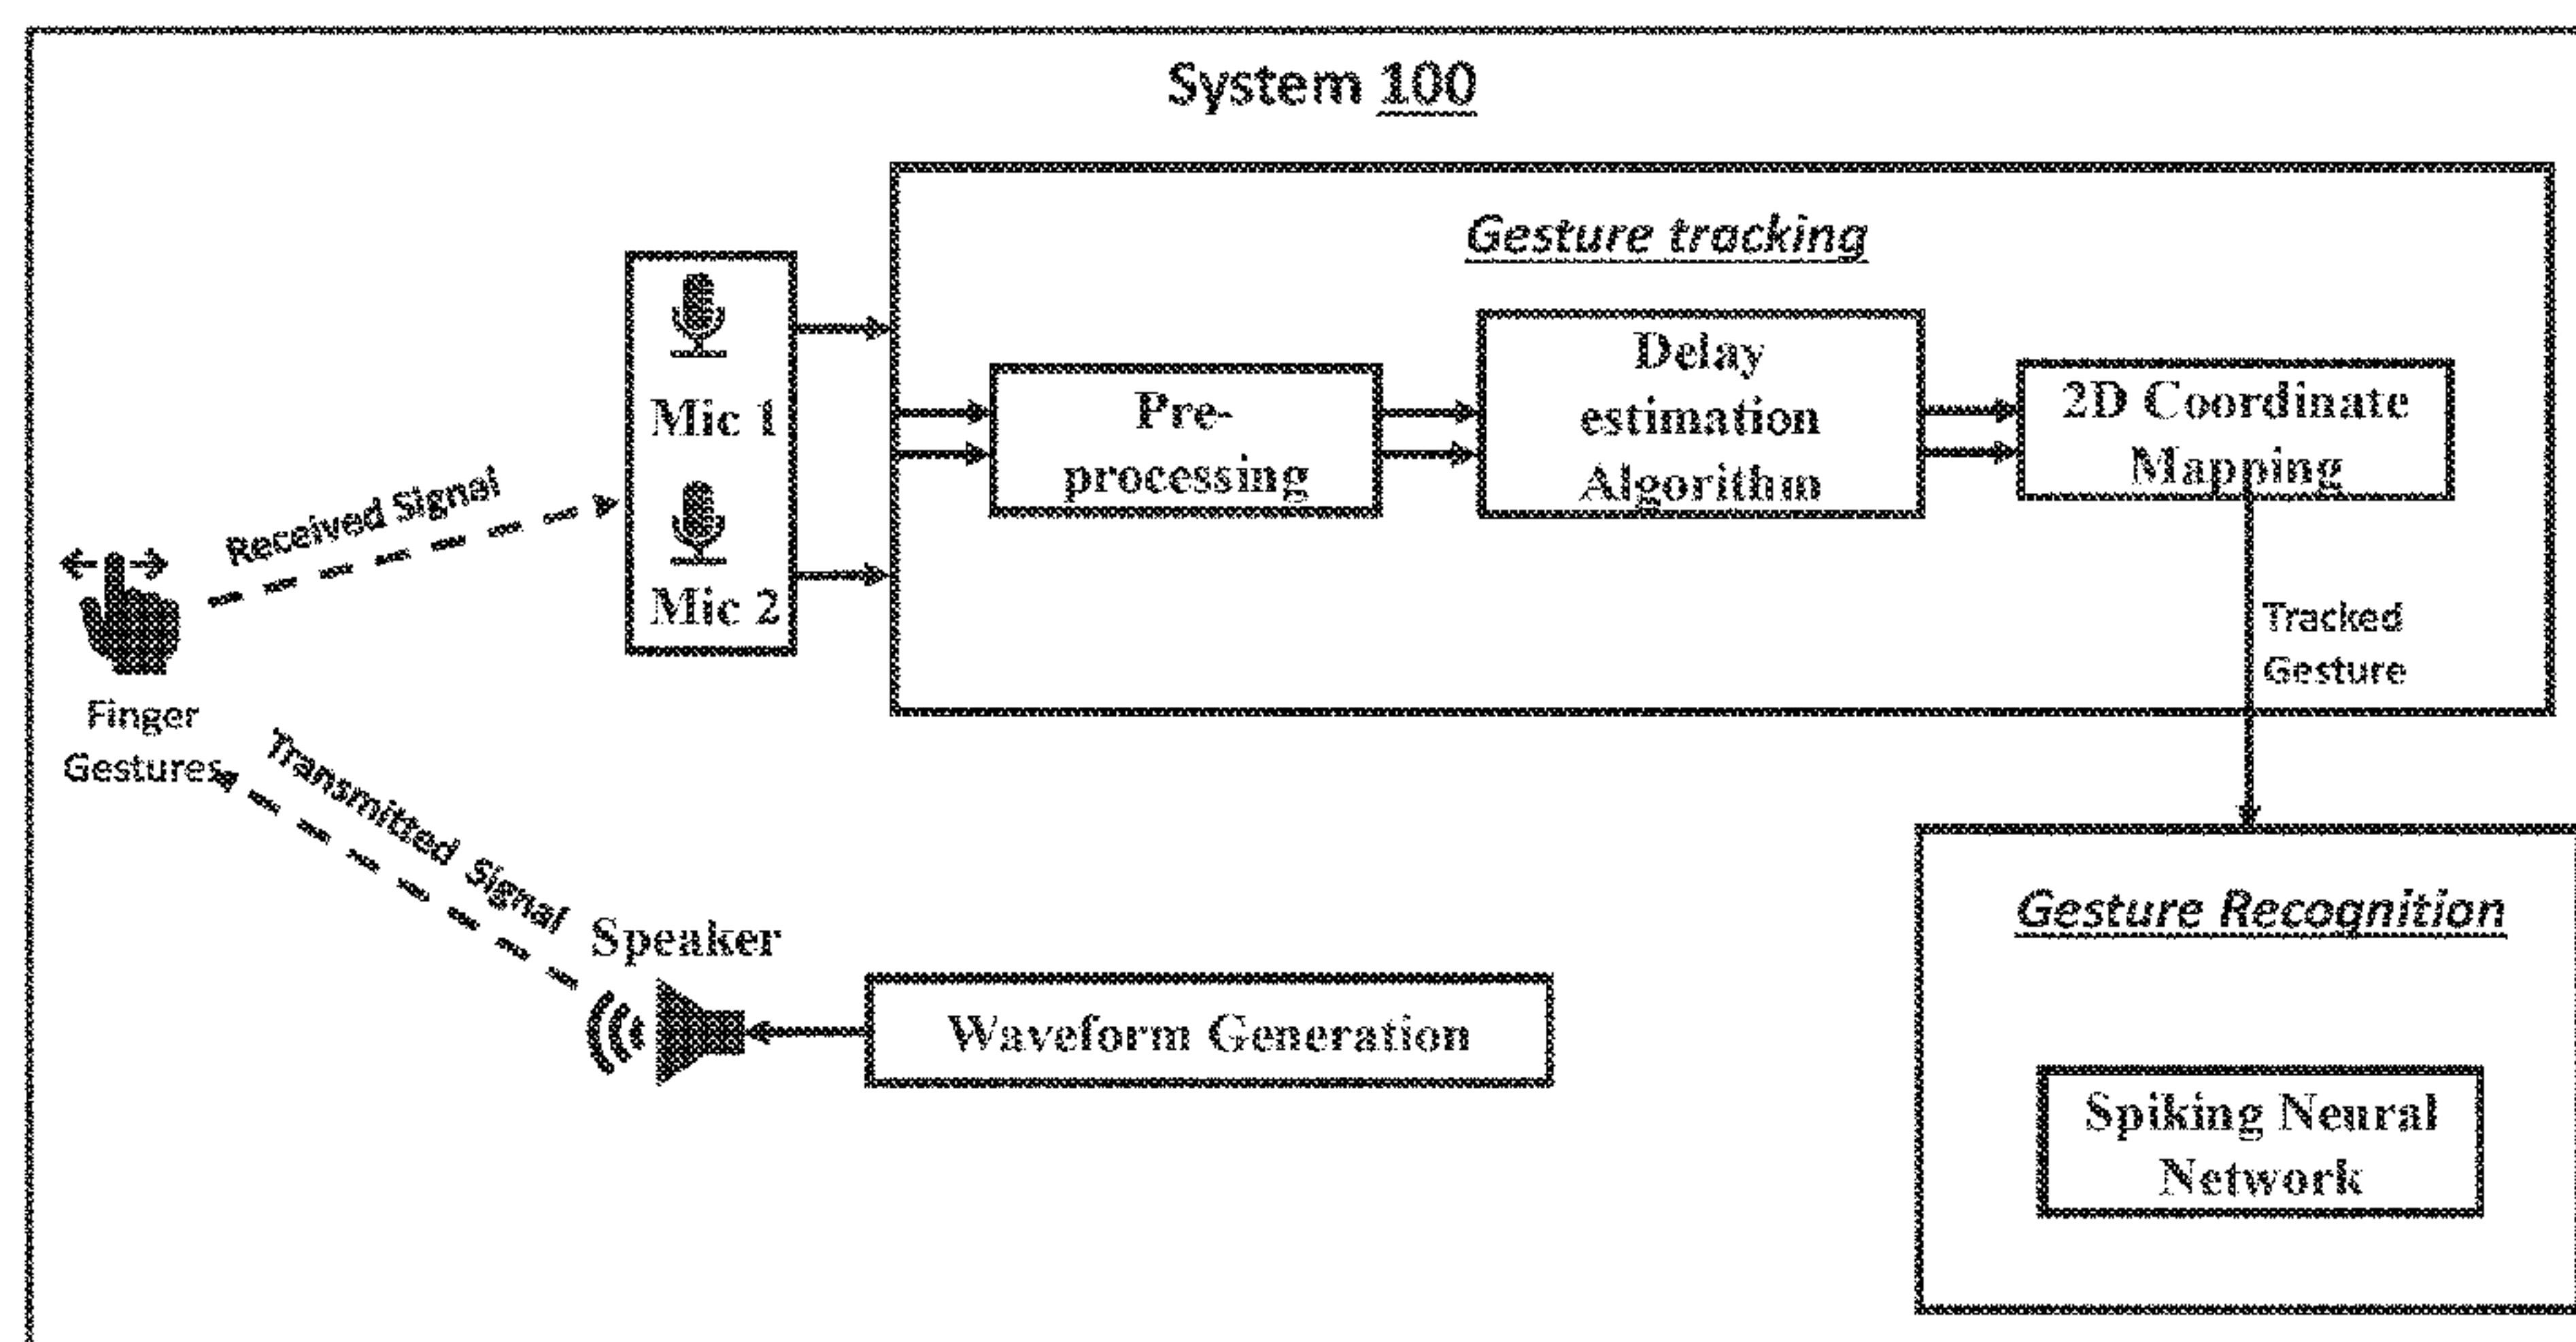 System 100
Gesture tracking
Mic 1
Mic 2
Pre-
processing
Delay
estimation
Algorithm
2D Coordinate
Mapping
Received Signal
Finger
Gestures
Tracked
Gesture
Transmitted Signal
Speaker
Waveform Generation
Gesture Recognition
Spiking Neural
Network